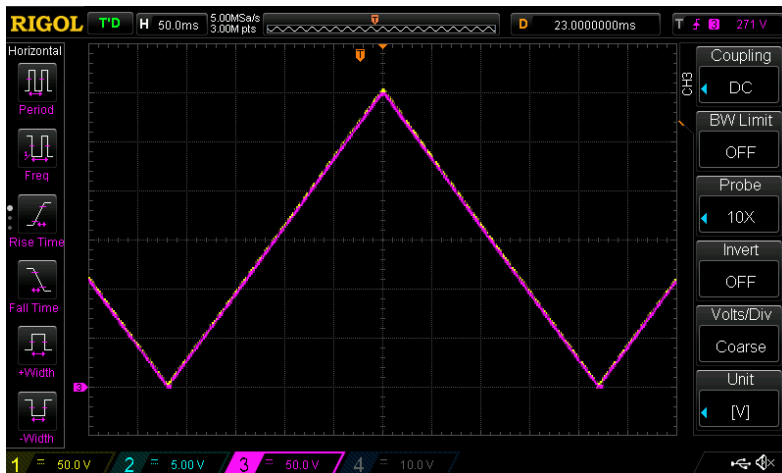 RIGOL T'D H 50.0ms 5.00MSa/s 3.00M pts T D 23.0000000ms T 3 271 V
Horizontal
Period
Freq
Rise Time
Fall Time
+Width
-Width
T
3
CH3
Coupling
DC
BW Limit
OFF
Probe
10X
Invert
OFF
Volts/Div
Coarse
Unit
[V]
1 = 50.0 V 2 = 5.00 V 3 = 50.0 V 4 = 10.0 V